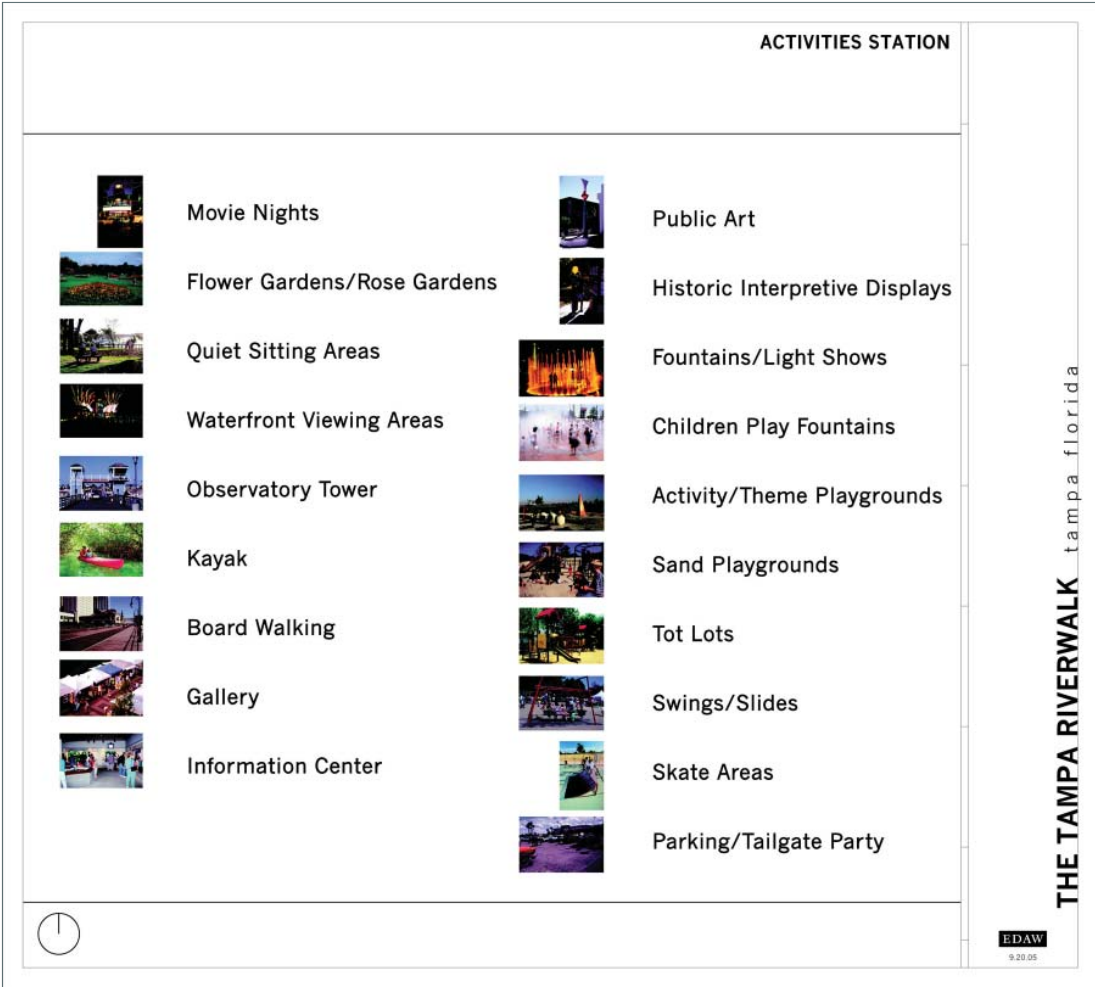 ACTIVITIES STATION
Movie Nights
Flower Gardens/Rose Gardens
Quiet Sitting Areas
Waterfront Viewing Areas
Observatory Tower
Kayak
Board Walking
Gallery
Information Center
Public Art
Historic Interpretive Displays
Fountains/Light Shows
Children Play Fountains
Activity/Theme Playgrounds
Sand Playgrounds
Tot Lots
Swings/Slides
Skate Areas
Parking/Tailgate Party
THE TAMPA RIVERWALK tampa florida
EDAW
9.20.05